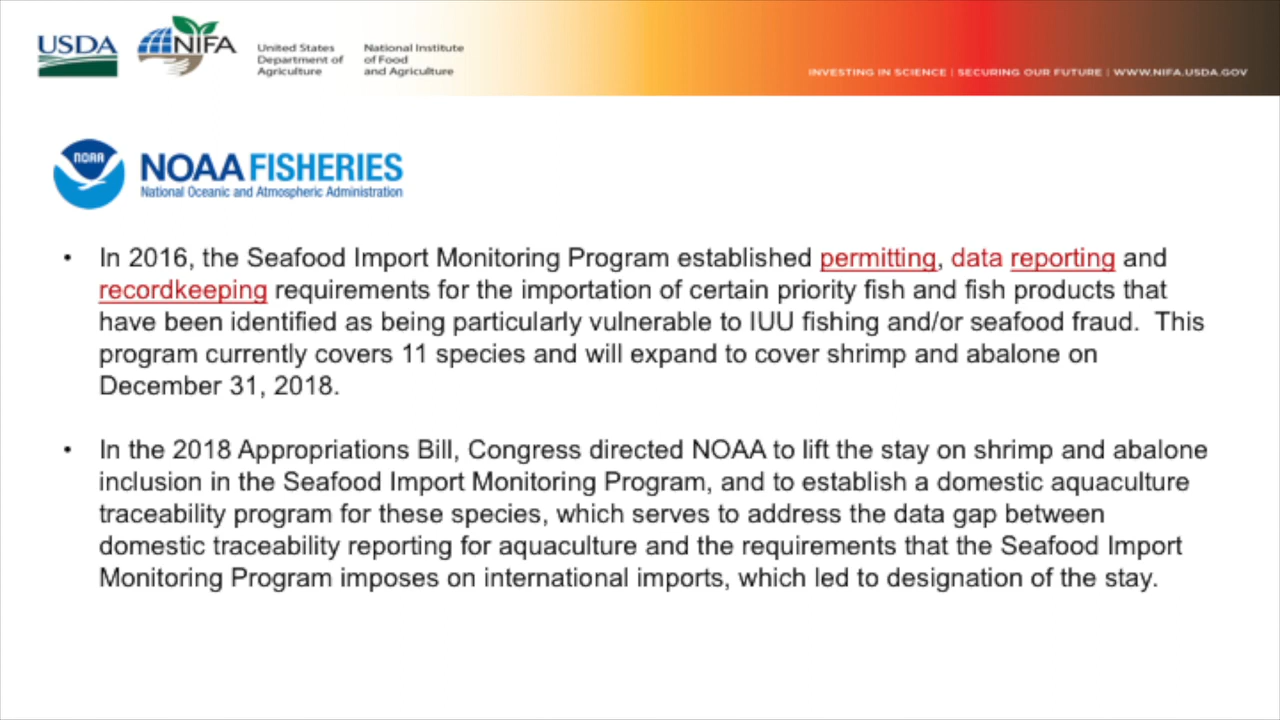 USDA
NIFA
United States
Department of
Agriculture
National Institute
of Food
and Agriculture
INVESTING IN SCIENCE | SECURING OUR FUTURE | WWW.NIFA.USDA.GOV
NOAA
NOAA FISHERIES
National Oceanic and Atmospheric Administration
• In 2016, the Seafood Import Monitoring Program established permitting, data reporting and
recordkeeping requirements for the importation of certain priority fish and fish products that
have been identified as being particularly vulnerable to IUU fishing and/or seafood fraud.  This
program currently covers 11 species and will expand to cover shrimp and abalone on
December 31, 2018.
• In the 2018 Appropriations Bill, Congress directed NOAA to lift the stay on shrimp and abalone
inclusion in the Seafood Import Monitoring Program, and to establish a domestic aquaculture
traceability program for these species, which serves to address the data gap between
domestic traceability reporting for aquaculture and the requirements that the Seafood Import
Monitoring Program imposes on international imports, which led to designation of the stay.